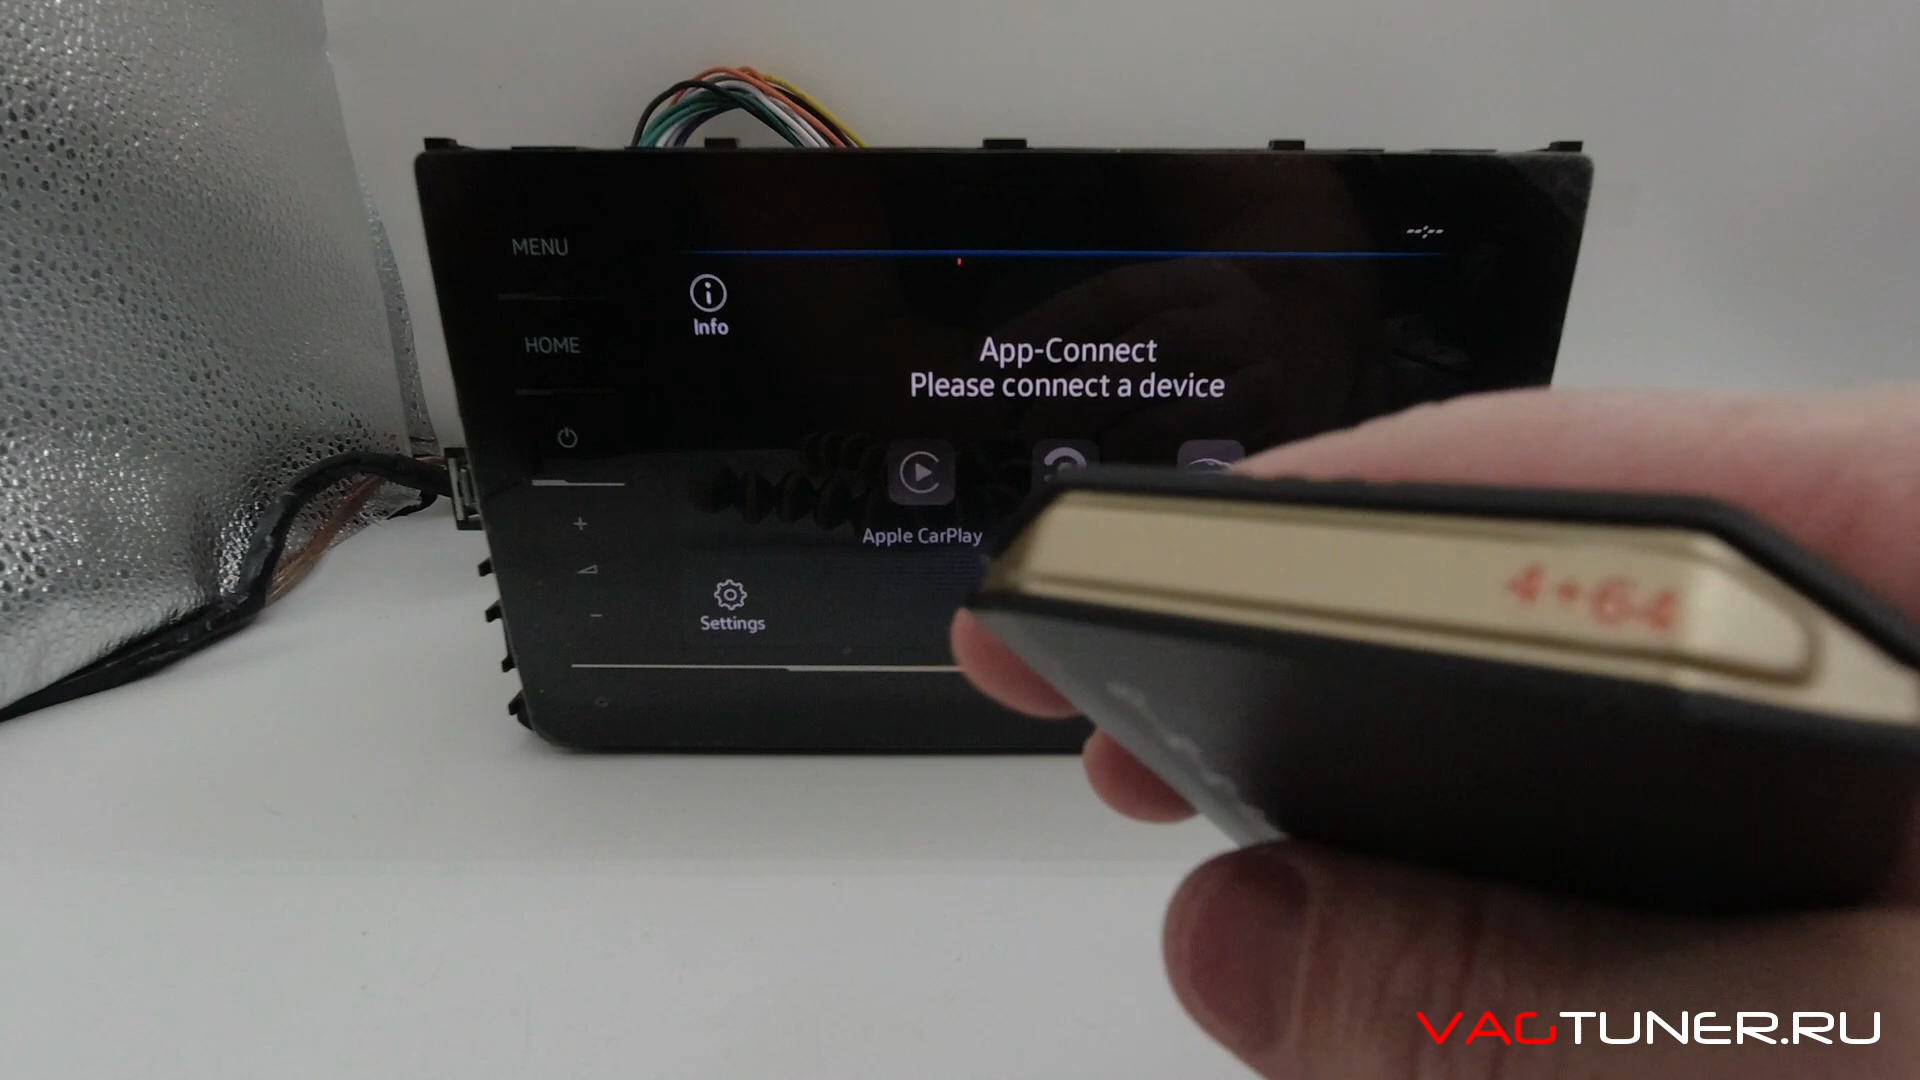 MENU
--:--
Info
HOME
App-Connect
Please connect a device
+
Apple CarPlay
-
4+64
Settings
VAGTUNER.RU